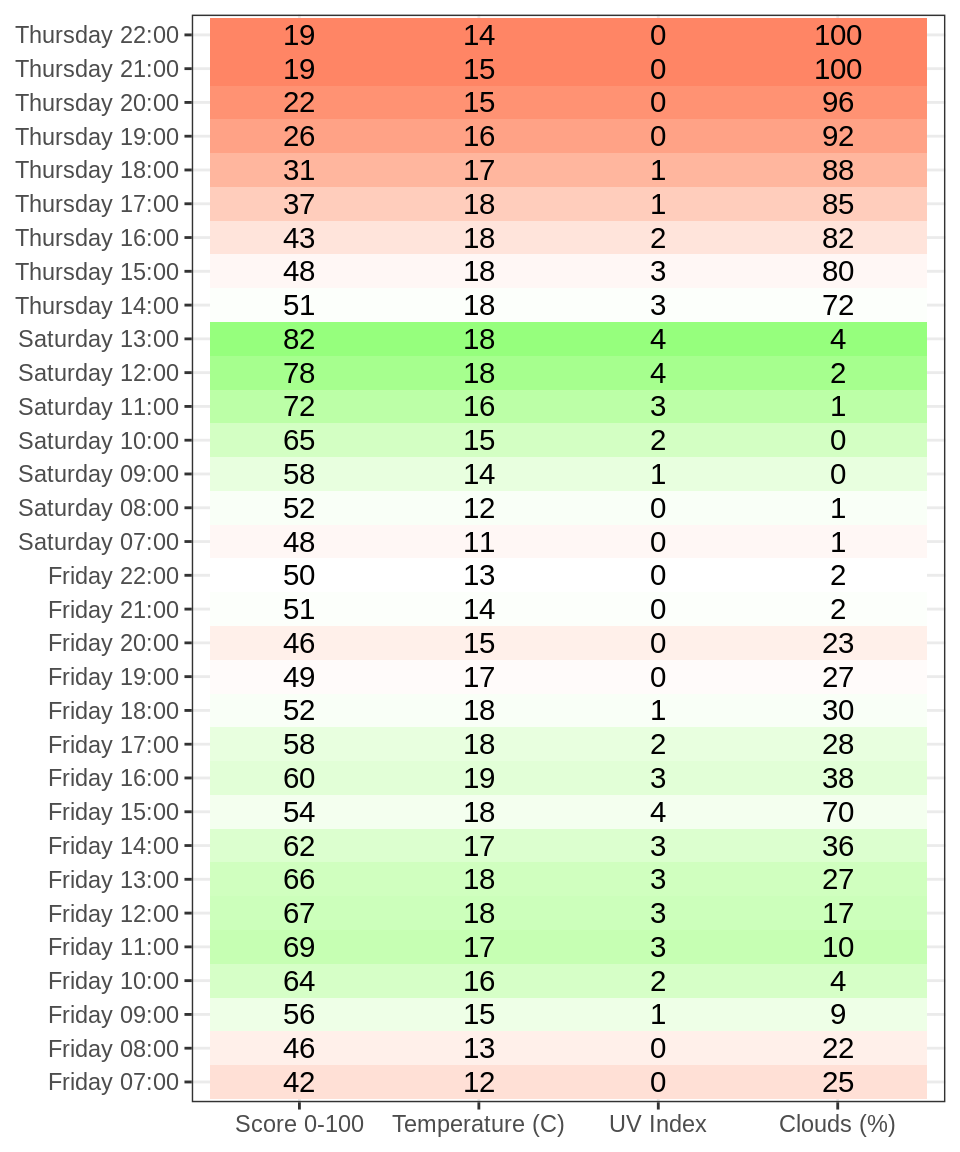 Thursday 22:00 19 14 0 100
Thursday 21:00 19 15 0 100
Thursday 20:00 22 15 0 96
Thursday 19:00 26 16 0 92
Thursday 18:00 31 17 1 88
Thursday 17:00 37 18 1 85
Thursday 16:00 43 18 2 82
Thursday 15:00 48 18 3 80
Thursday 14:00 51 18 3 72
Saturday 13:00 82 18 4 4
Saturday 12:00 78 18 4 2
Saturday 11:00 72 16 3 1
Saturday 10:00 65 15 2 0
Saturday 09:00 58 14 1 0
Saturday 08:00 52 12 0 1
Saturday 07:00 48 11 0 1
Friday 22:00 50 13 0 2
Friday 21:00 51 14 0 2
Friday 20:00 46 15 0 23
Friday 19:00 49 17 0 27
Friday 18:00 52 18 1 30
Friday 17:00 58 18 2 28
Friday 16:00 60 19 3 38
Friday 15:00 54 18 4 70
Friday 14:00 62 17 3 36
Friday 13:00 66 18 3 27
Friday 12:00 67 18 3 17
Friday 11:00 69 17 3 10
Friday 10:00 64 16 2 4
Friday 09:00 56 15 1 9
Friday 08:00 46 13 0 22
Friday 07:00 42 12 0 25
Score 0-100 Temperature (C) UV Index Clouds (%)